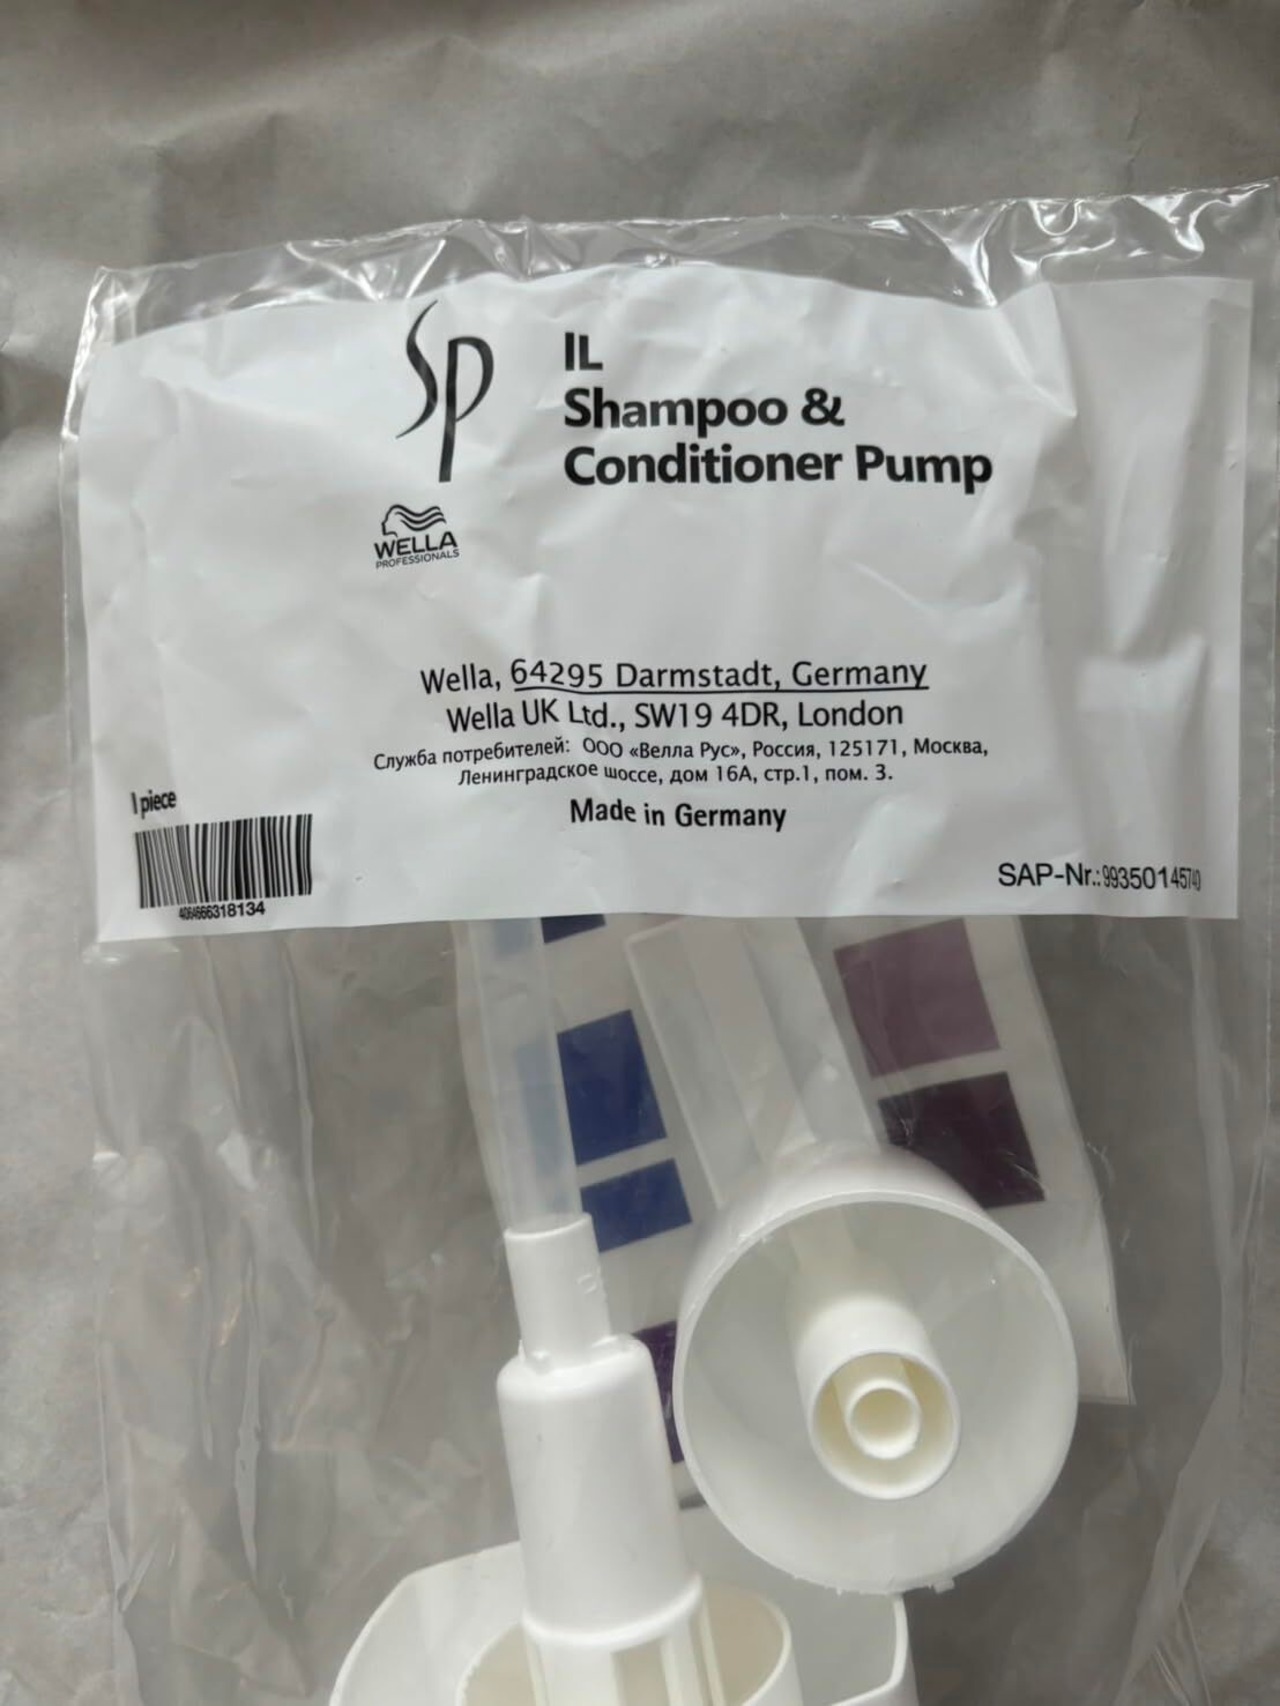 SP
IL
Shampoo &
Conditioner Pump
WELLA
PROFESSIONALS
Wella, 64295 Darmstadt, Germany
Wella UK Ltd., SW19 4DR, London
Служба потребителей: ООО «Велла Рус», Россия, 125171, Москва,
Ленинградское шоссе, дом 16А, стр.1, пом. 3.
Made in Germany
1 piece
4064666318134
SAP-Nr.: 99350145740